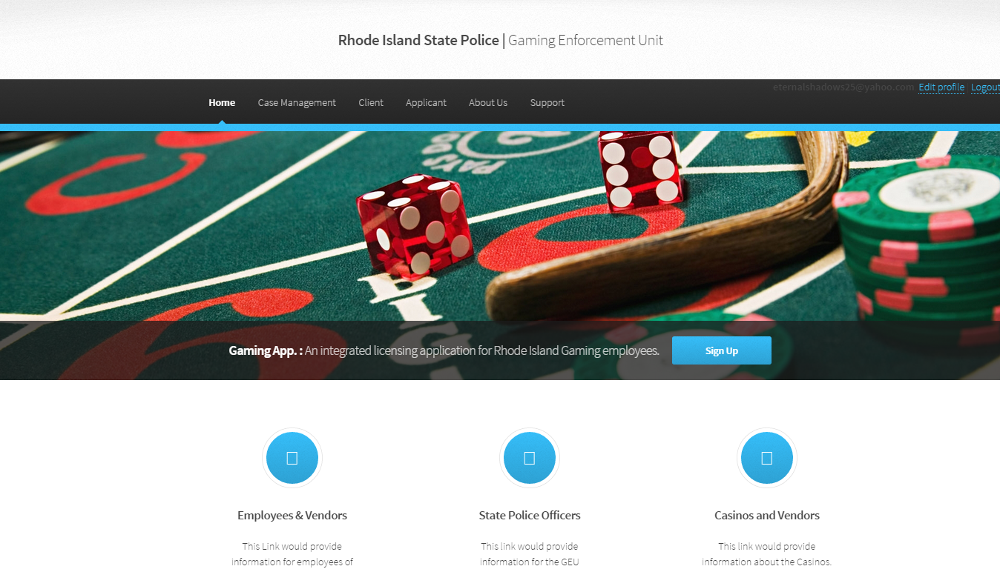 Rhode Island State Police | Gaming Enforcement Unit
eternalshadows25@yahoo.com Edit profile | Logout
Home Case Management Client Applicant About Us Support
PAYS
Gaming App. : An integrated licensing application for Rhode Island Gaming employees. Sign Up
Employees & Vendors
State Police Officers
Casinos and Vendors
This Link would provide
information for employees of
This link would provide
information for the GEU
This link would provide
information about the Casinos.